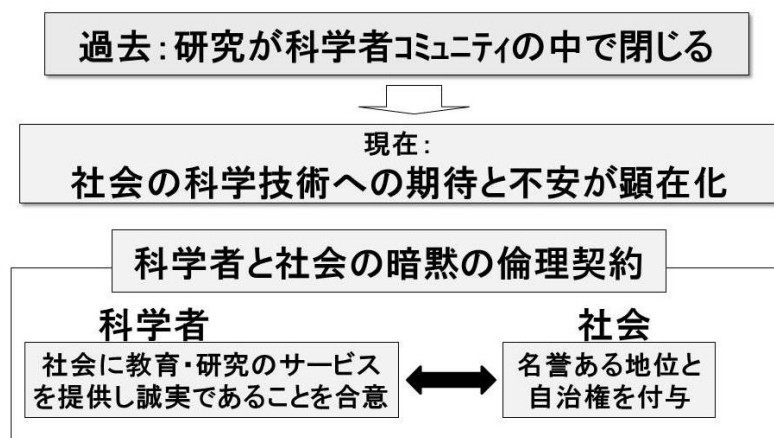 過去：研究が科学者コミュニティの中で閉じる
現在：
社会の科学技術への期待と不安が顕在化
科学者と社会の暗黙の倫理契約
科学者
社会に教育・研究のサービス
を提供し誠実であることを合意
社会
名誉ある地位と
自治権を付与